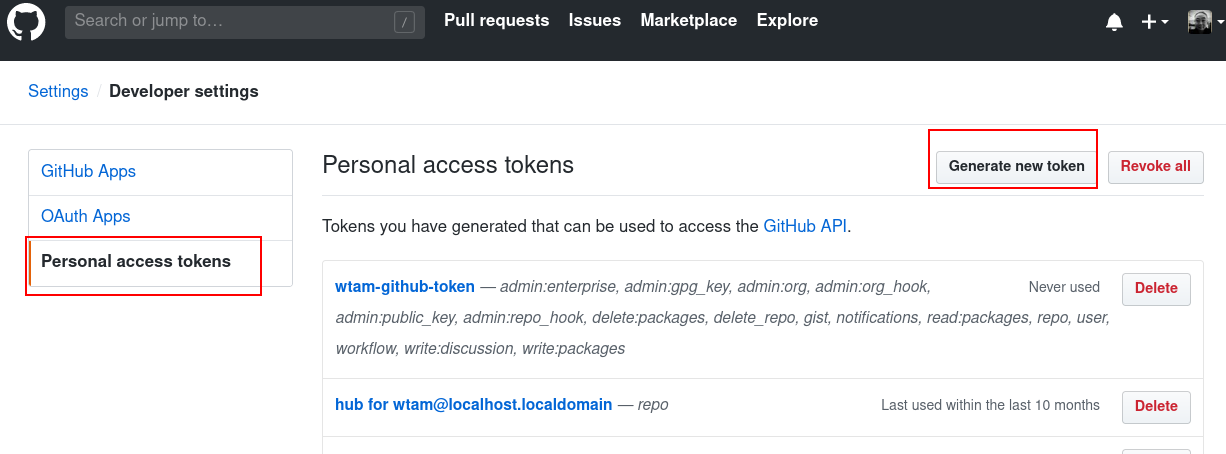 Search or jump to… / Pull requests Issues Marketplace Explore
Settings / Developer settings
GitHub Apps
OAuth Apps
Personal access tokens
Personal access tokens Generate new token Revoke all
Tokens you have generated that can be used to access the GitHub API.
wtam-github-token — admin:enterprise, admin:gpg_key, admin:org, admin:org_hook, Never used Delete
admin:public_key, admin:repo_hook, delete:packages, delete_repo, gist, notifications, read:packages, repo, user,
workflow, write:discussion, write:packages
hub for wtam@localhost.localdomain — repo Last used within the last 10 months Delete